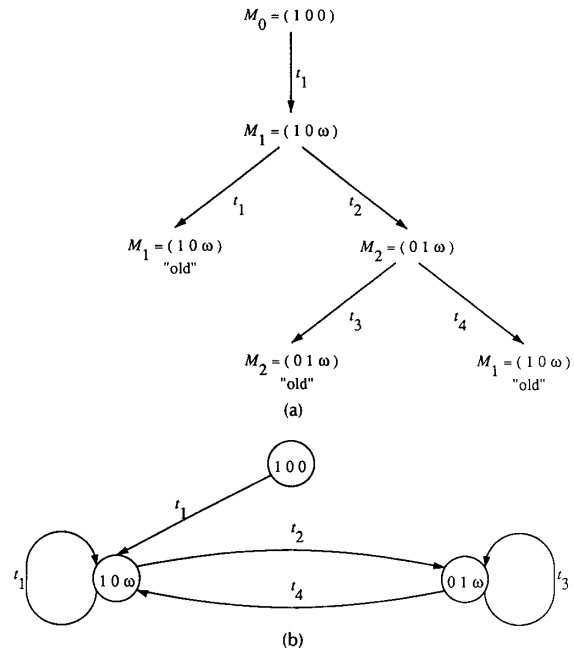 M0 = ( 1 0 0 )
t1
M1 = ( 1 0 ω )
t1 t2
M1 = ( 1 0 ω ) M2 = ( 0 1 ω )
"old"
t3 t4
M2 = ( 0 1 ω ) M1 = ( 1 0 ω )
"old" "old"
(a)
1 0 0
t1
t2
t1 1 0 ω 0 1 ω t3
t4
(b)